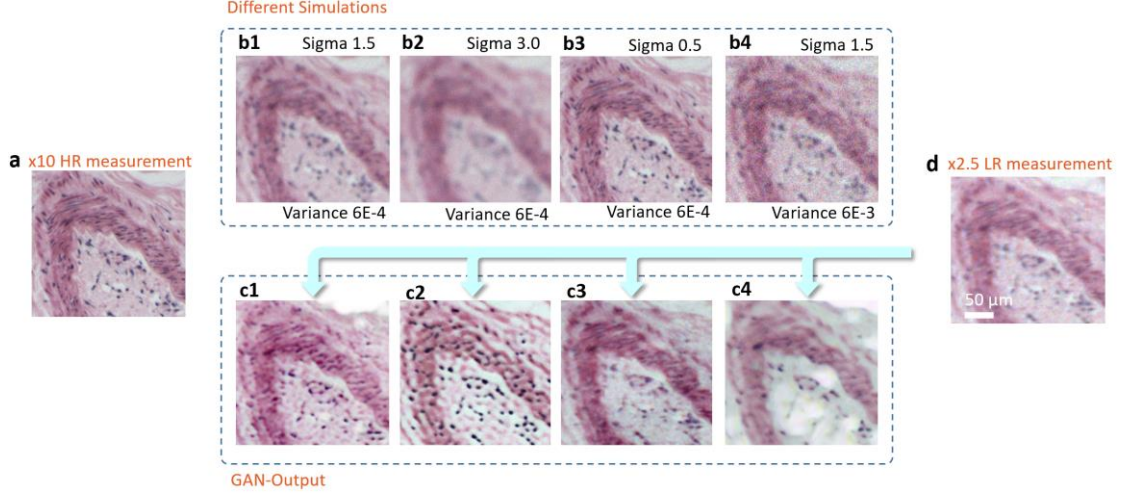 Different Simulations
b1 Sigma 1.5 b2 Sigma 3.0 b3 Sigma 0.5 b4 Sigma 1.5
a x10 HR measurement
d x2.5 LR measurement
Variance 6E-4 Variance 6E-4 Variance 6E-4 Variance 6E-3
c1 c2 c3 c4
50 μm
GAN-Output